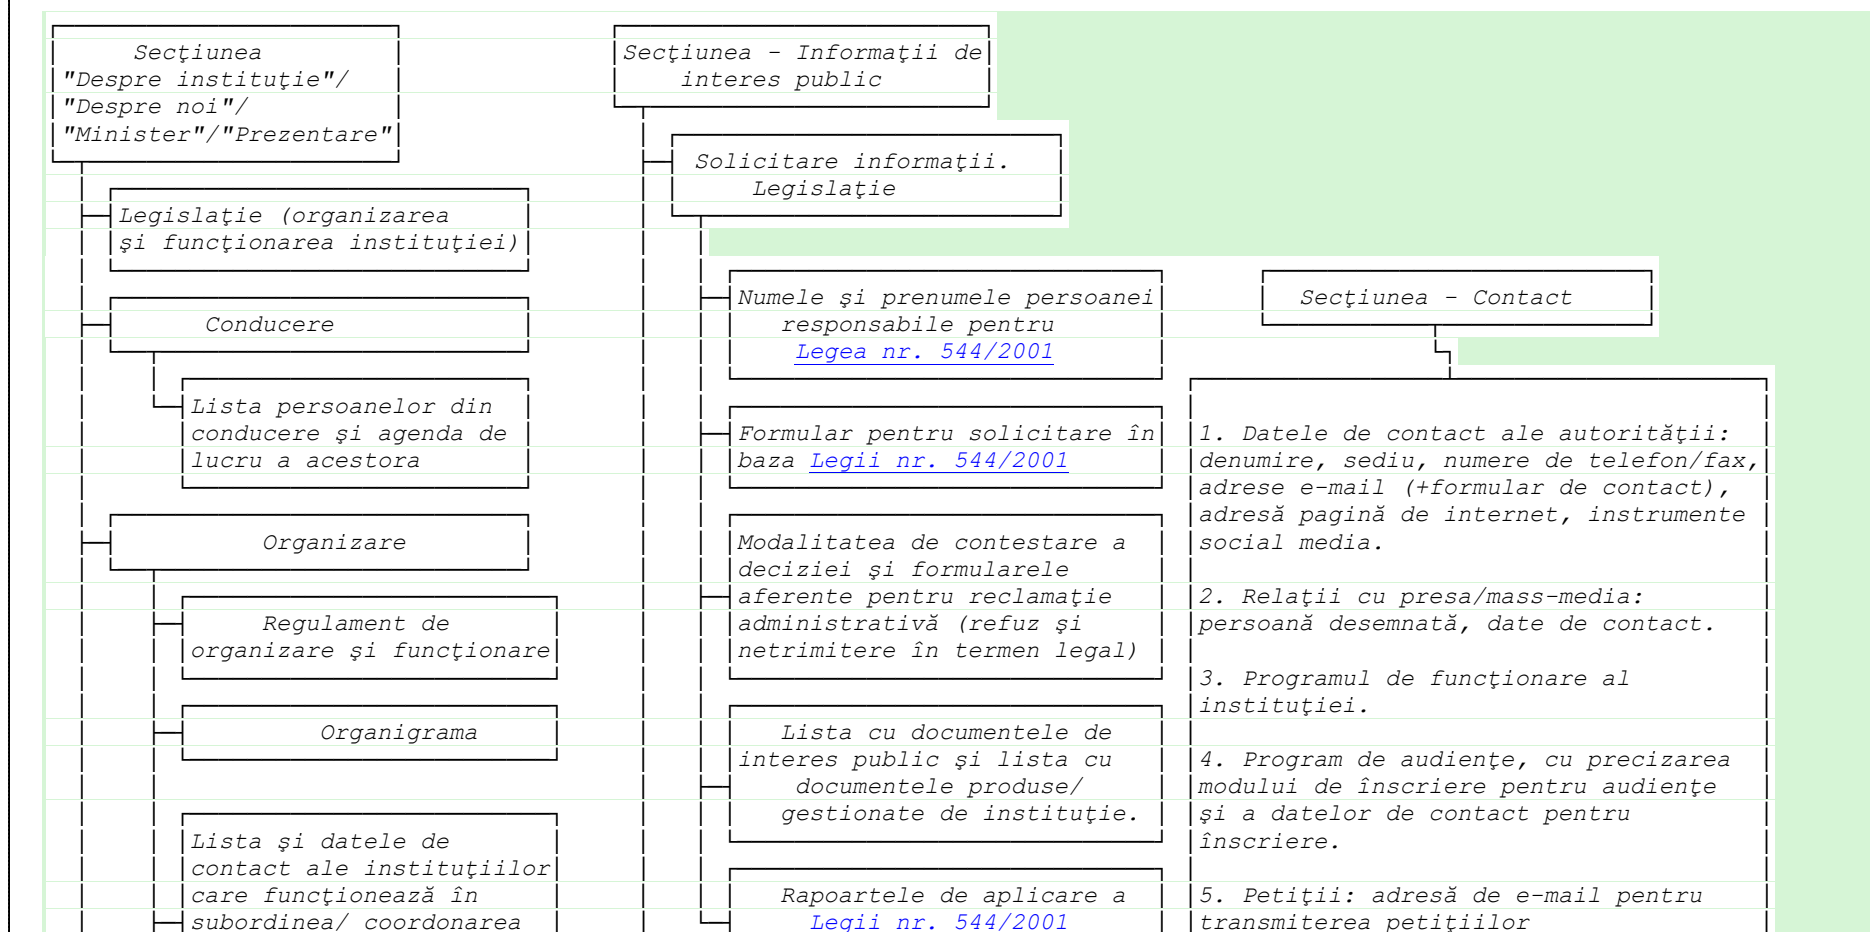 Secţiunea
"Despre instituţie"/
"Despre noi"/
"Minister"/"Prezentare"
Legislaţie (organizarea
şi funcţionarea instituţiei)
Conducere
Lista persoanelor din
conducere şi agenda de
lucru a acestora
Organizare
Regulament de
organizare şi funcţionare
Organigrama
Lista şi datele de
contact ale instituţiilor
care funcţionează în
subordinea/ coordonarea
Secţiunea - Informaţii de
interes public
Solicitare informaţii.
Legislaţie
Numele şi prenumele persoanei
responsabile pentru
Legea nr. 544/2001
Formular pentru solicitare în
baza Legii nr. 544/2001
Modalitatea de contestare a
deciziei şi formularele
aferente pentru reclamaţie
administrativă (refuz şi
netrimitere în termen legal)
Lista cu documentele de
interes public şi lista cu
documentele produse/
gestionate de instituţie.
Rapoartele de aplicare a
Legii nr. 544/2001
Secţiunea - Contact
1. Datele de contact ale autorităţii:
denumire, sediu, numere de telefon/fax,
adrese e-mail (+formular de contact),
adresă pagină de internet, instrumente
social media.
2. Relaţii cu presa/mass-media:
persoană desemnată, date de contact.
3. Programul de funcţionare al
instituţiei.
4. Program de audienţe, cu precizarea
modului de înscriere pentru audienţe
şi a datelor de contact pentru
înscriere.
5. Petiţii: adresă de e-mail pentru
transmiterea petiţiilor